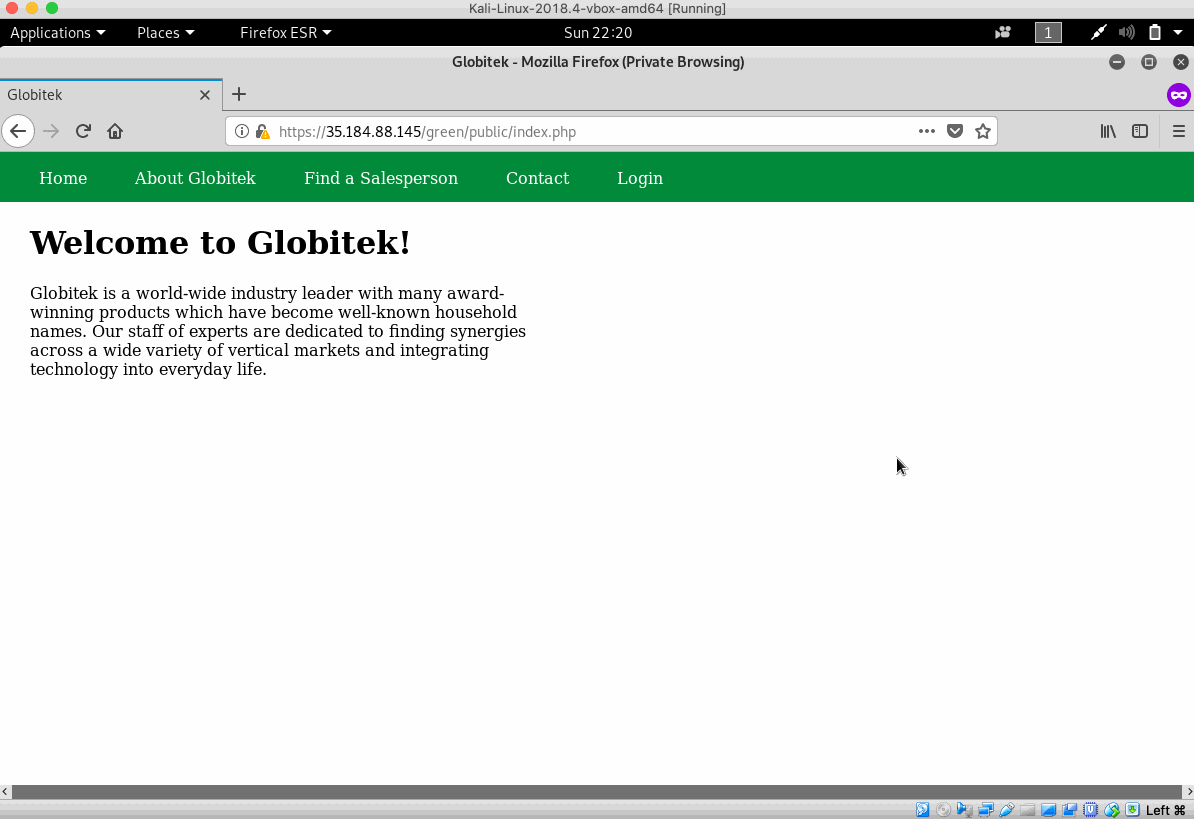 Kali-Linux-2018.4-vbox-amd64 [Running]
Applications Places Firefox ESR Sun 22:20 1
Globitek - Mozilla Firefox (Private Browsing)
Globitek
https://35.184.88.145/green/public/index.php
Home About Globitek Find a Salesperson Contact Login
Welcome to Globitek!
Globitek is a world-wide industry leader with many award-
winning products which have become well-known household
names. Our staff of experts are dedicated to finding synergies
across a wide variety of vertical markets and integrating
technology into everyday life.
Left ⌘